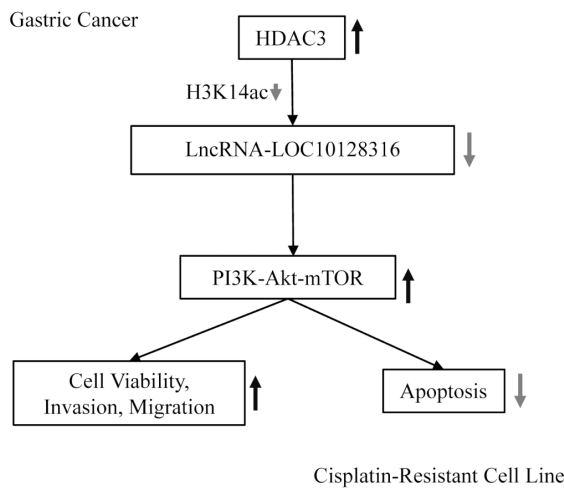 Gastric Cancer
HDAC3
H3K14ac
LncRNA-LOC10128316
PI3K-Akt-mTOR
Cell Viability,
Invasion, Migration
Apoptosis
Cisplatin-Resistant Cell Line